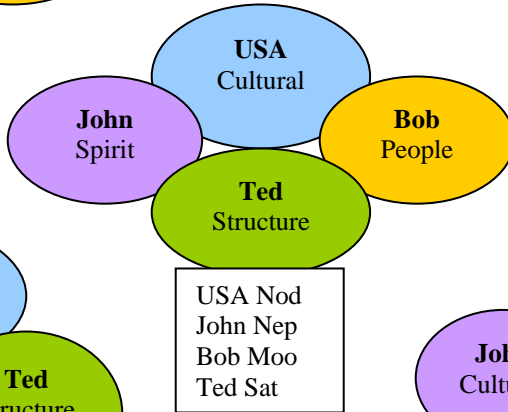 USA
Cultural
John
Spirit
Bob
People
Ted
Structure
USA Nod
John Nep
Bob Moo
Ted Sat
Ted